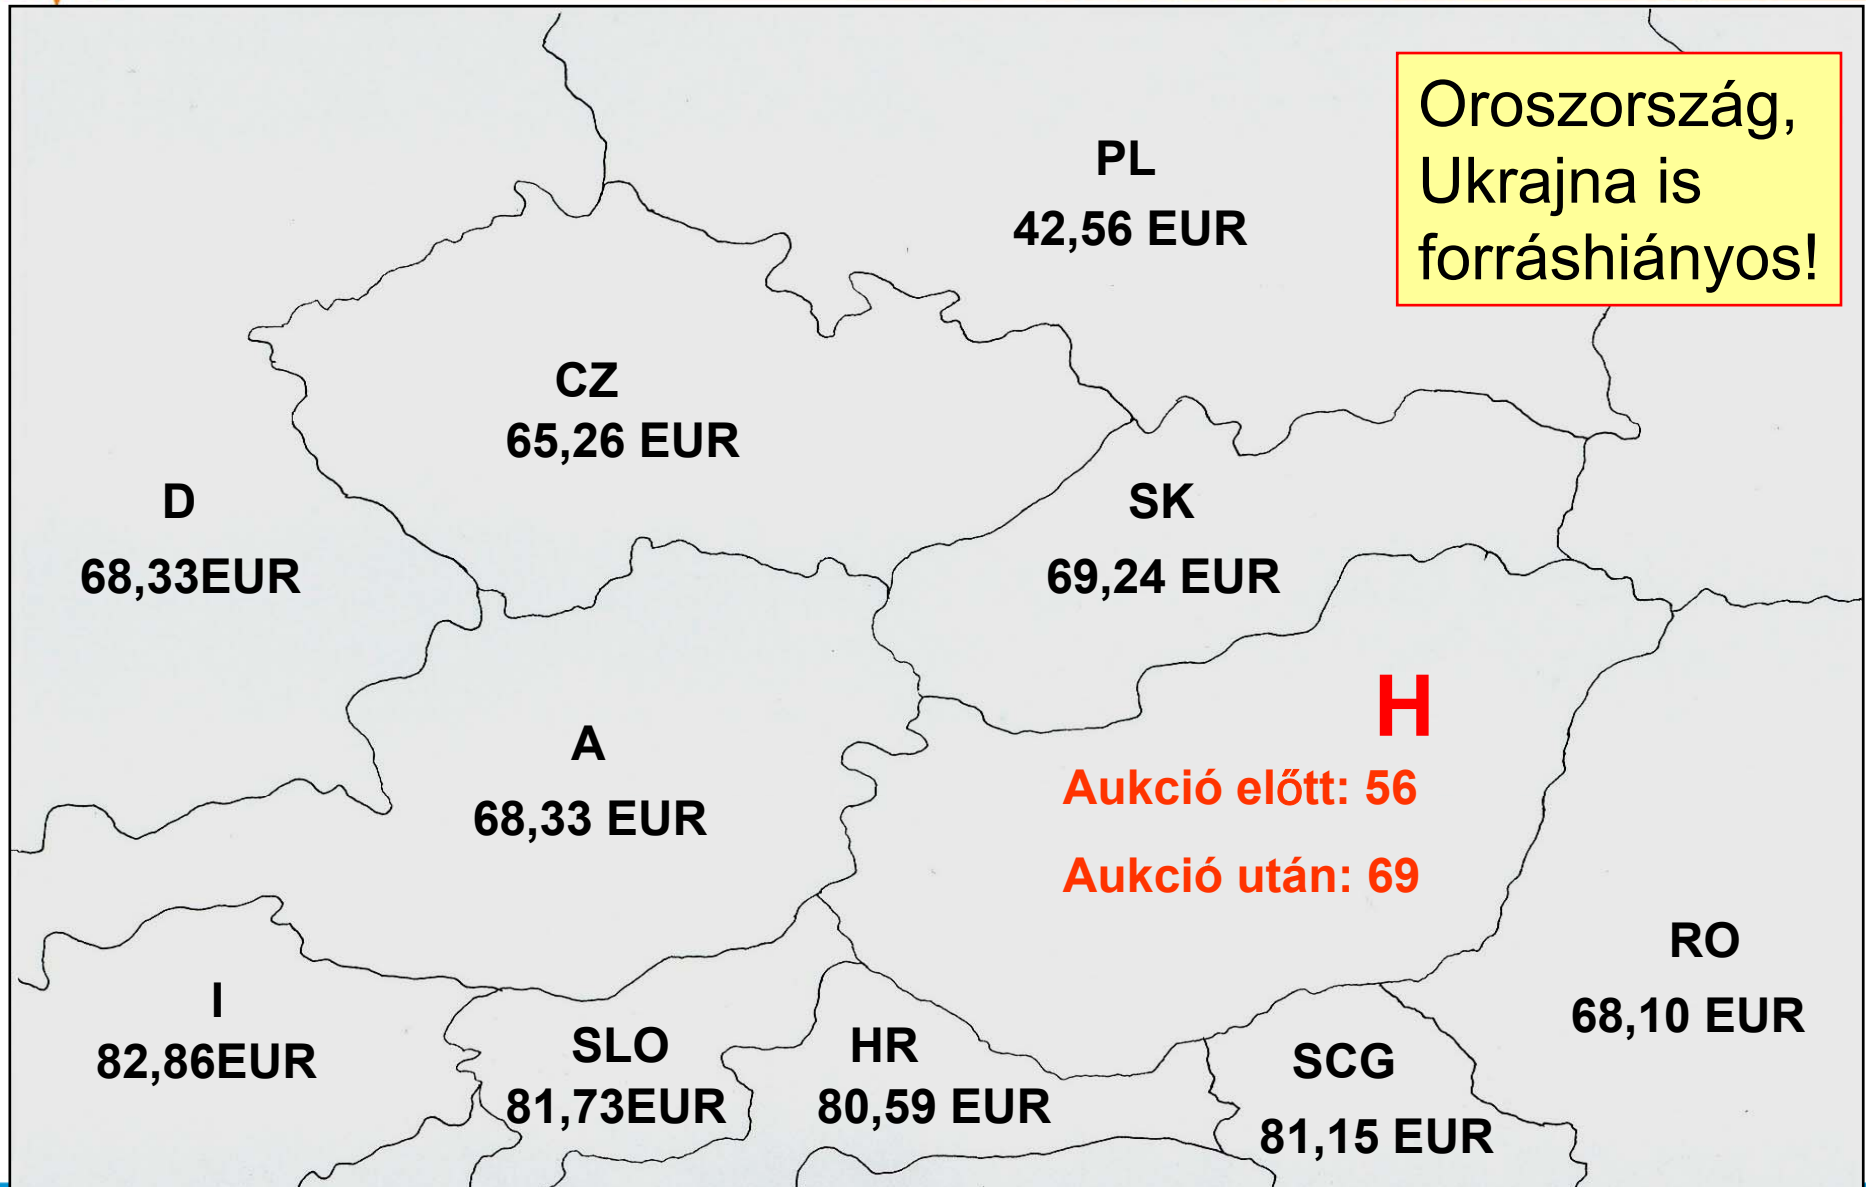 Oroszország,
Ukrajna is
forráshiányos!
PL
42,56 EUR
CZ
65,26 EUR
D
68,33EUR
SK
69,24 EUR
A
68,33 EUR
H
Aukció előtt: 56
Aukció után: 69
RO
68,10 EUR
I
82,86EUR
SLO
81,73EUR
HR
80,59 EUR
SCG
81,15 EUR